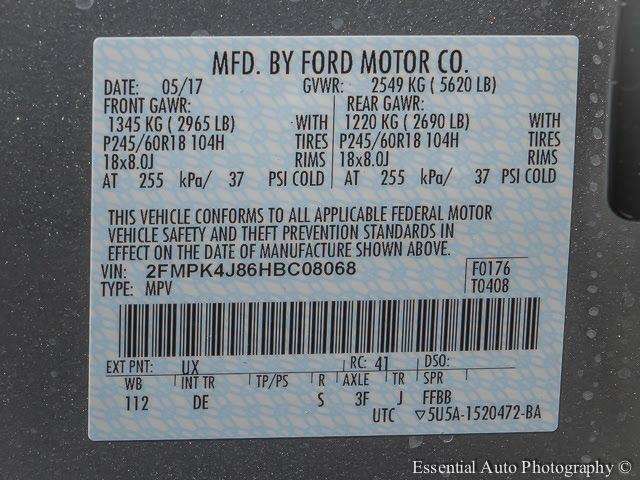 MFD. BY FORD MOTOR CO.
DATE: 05/17 GVWR: 2549 KG ( 5620 LB)
FRONT GAWR: REAR GAWR:
1345 KG ( 2965 LB) WITH 1220 KG ( 2690 LB) WITH
P245/60R18 104H TIRES P245/60R18 104H TIRES
18x8.0J RIMS 18x8.0J RIMS
AT 255 kPa/ 37 PSI COLD AT 255 kPa/ 37 PSI COLD
THIS VEHICLE CONFORMS TO ALL APPLICABLE FEDERAL MOTOR
VEHICLE SAFETY AND THEFT PREVENTION STANDARDS IN
EFFECT ON THE DATE OF MANUFACTURE SHOWN ABOVE.
VIN: 2FMPK4J86HBC08068 F0176
TYPE: MPV T0408
EXT PNT: UX RC: 41 DSO:
WB INT TR TP/PS R AXLE TR SPR
112 DE S 3F J FFBB
UTC ▽5U5A-1520472-BA
Essential Auto Photography (c)